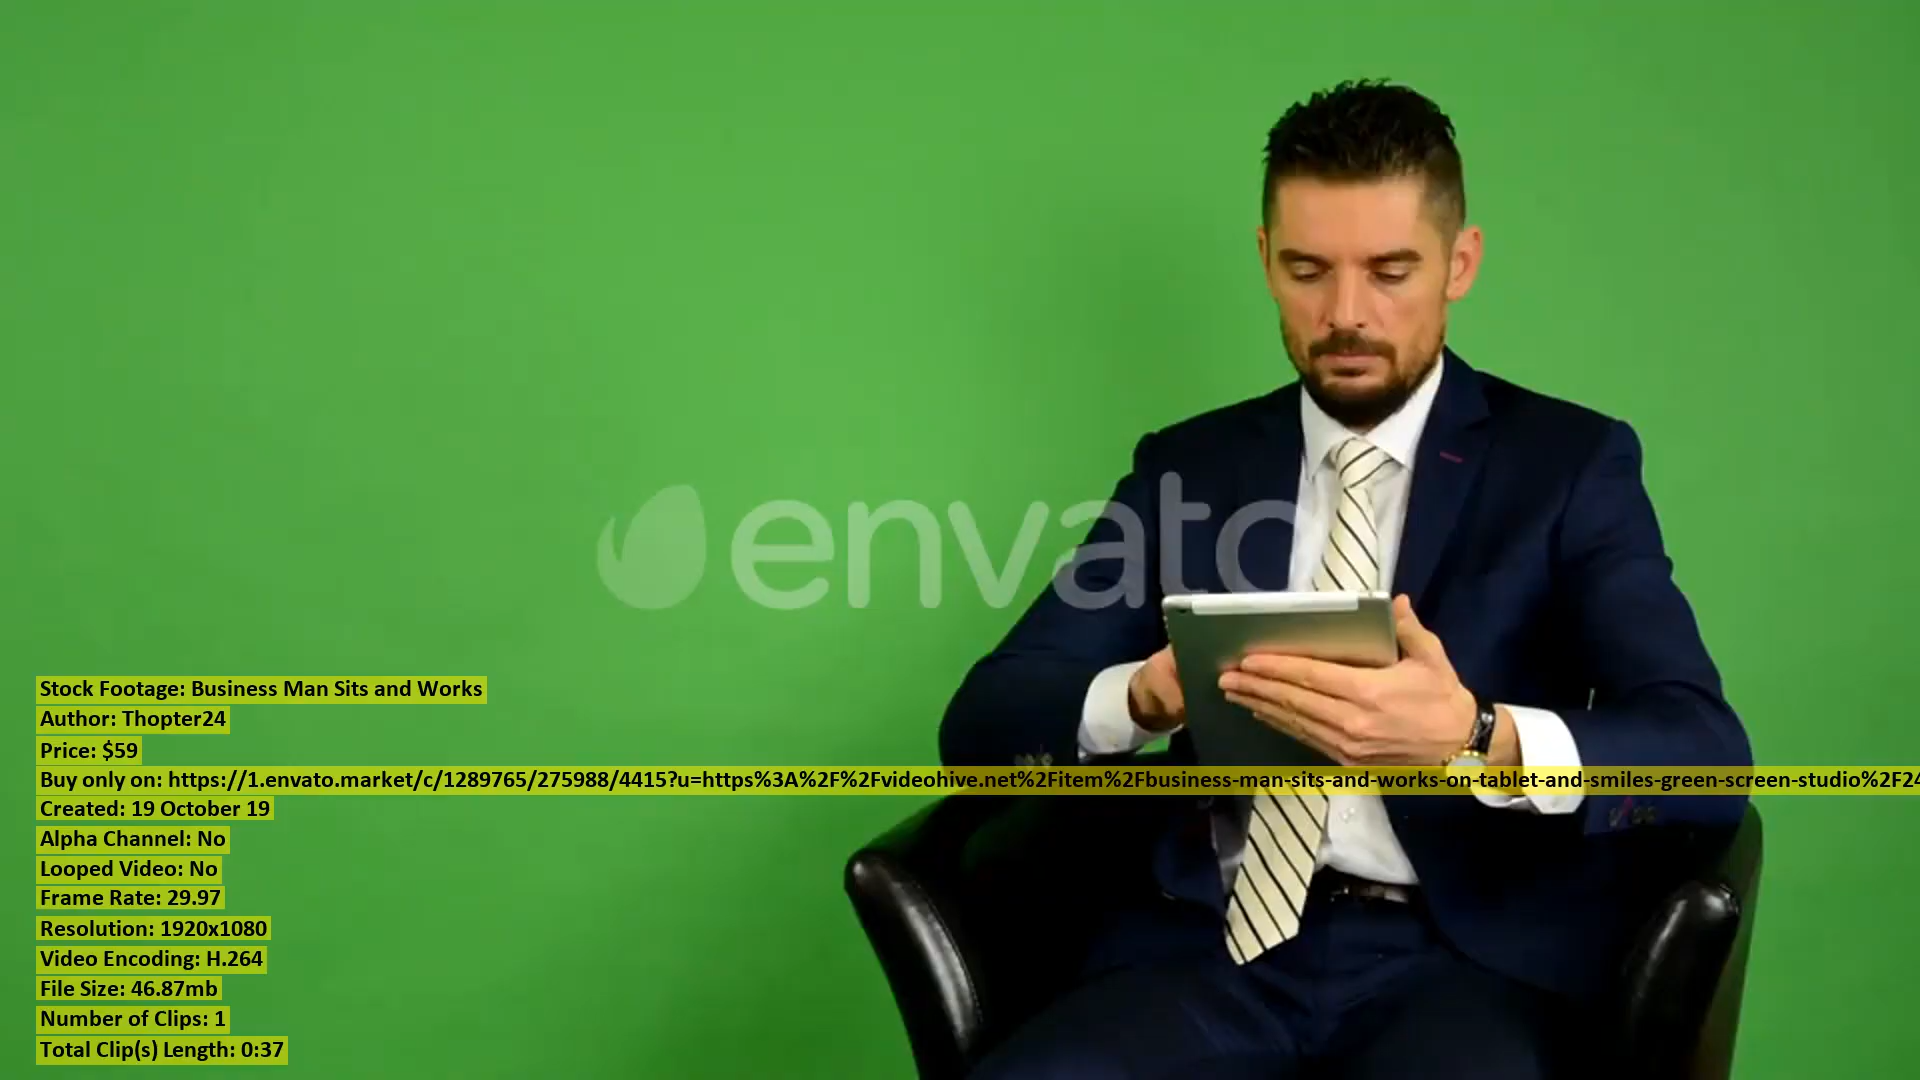 envato
Stock Footage: Business Man Sits and Works
Author: Thopter24
Price: $59
Buy only on: https://1.envato.market/c/1289765/275988/4415?u=https%3A%2F%2Fvideohive.net%2Fitem%2Fbusiness-man-sits-and-works-on-tablet-and-smiles-green-screen-studio%2F24
Created: 19 October 19
Alpha Channel: No
Looped Video: No
Frame Rate: 29.97
Resolution: 1920x1080
Video Encoding: H.264
File Size: 46.87mb
Number of Clips: 1
Total Clip(s) Length: 0:37